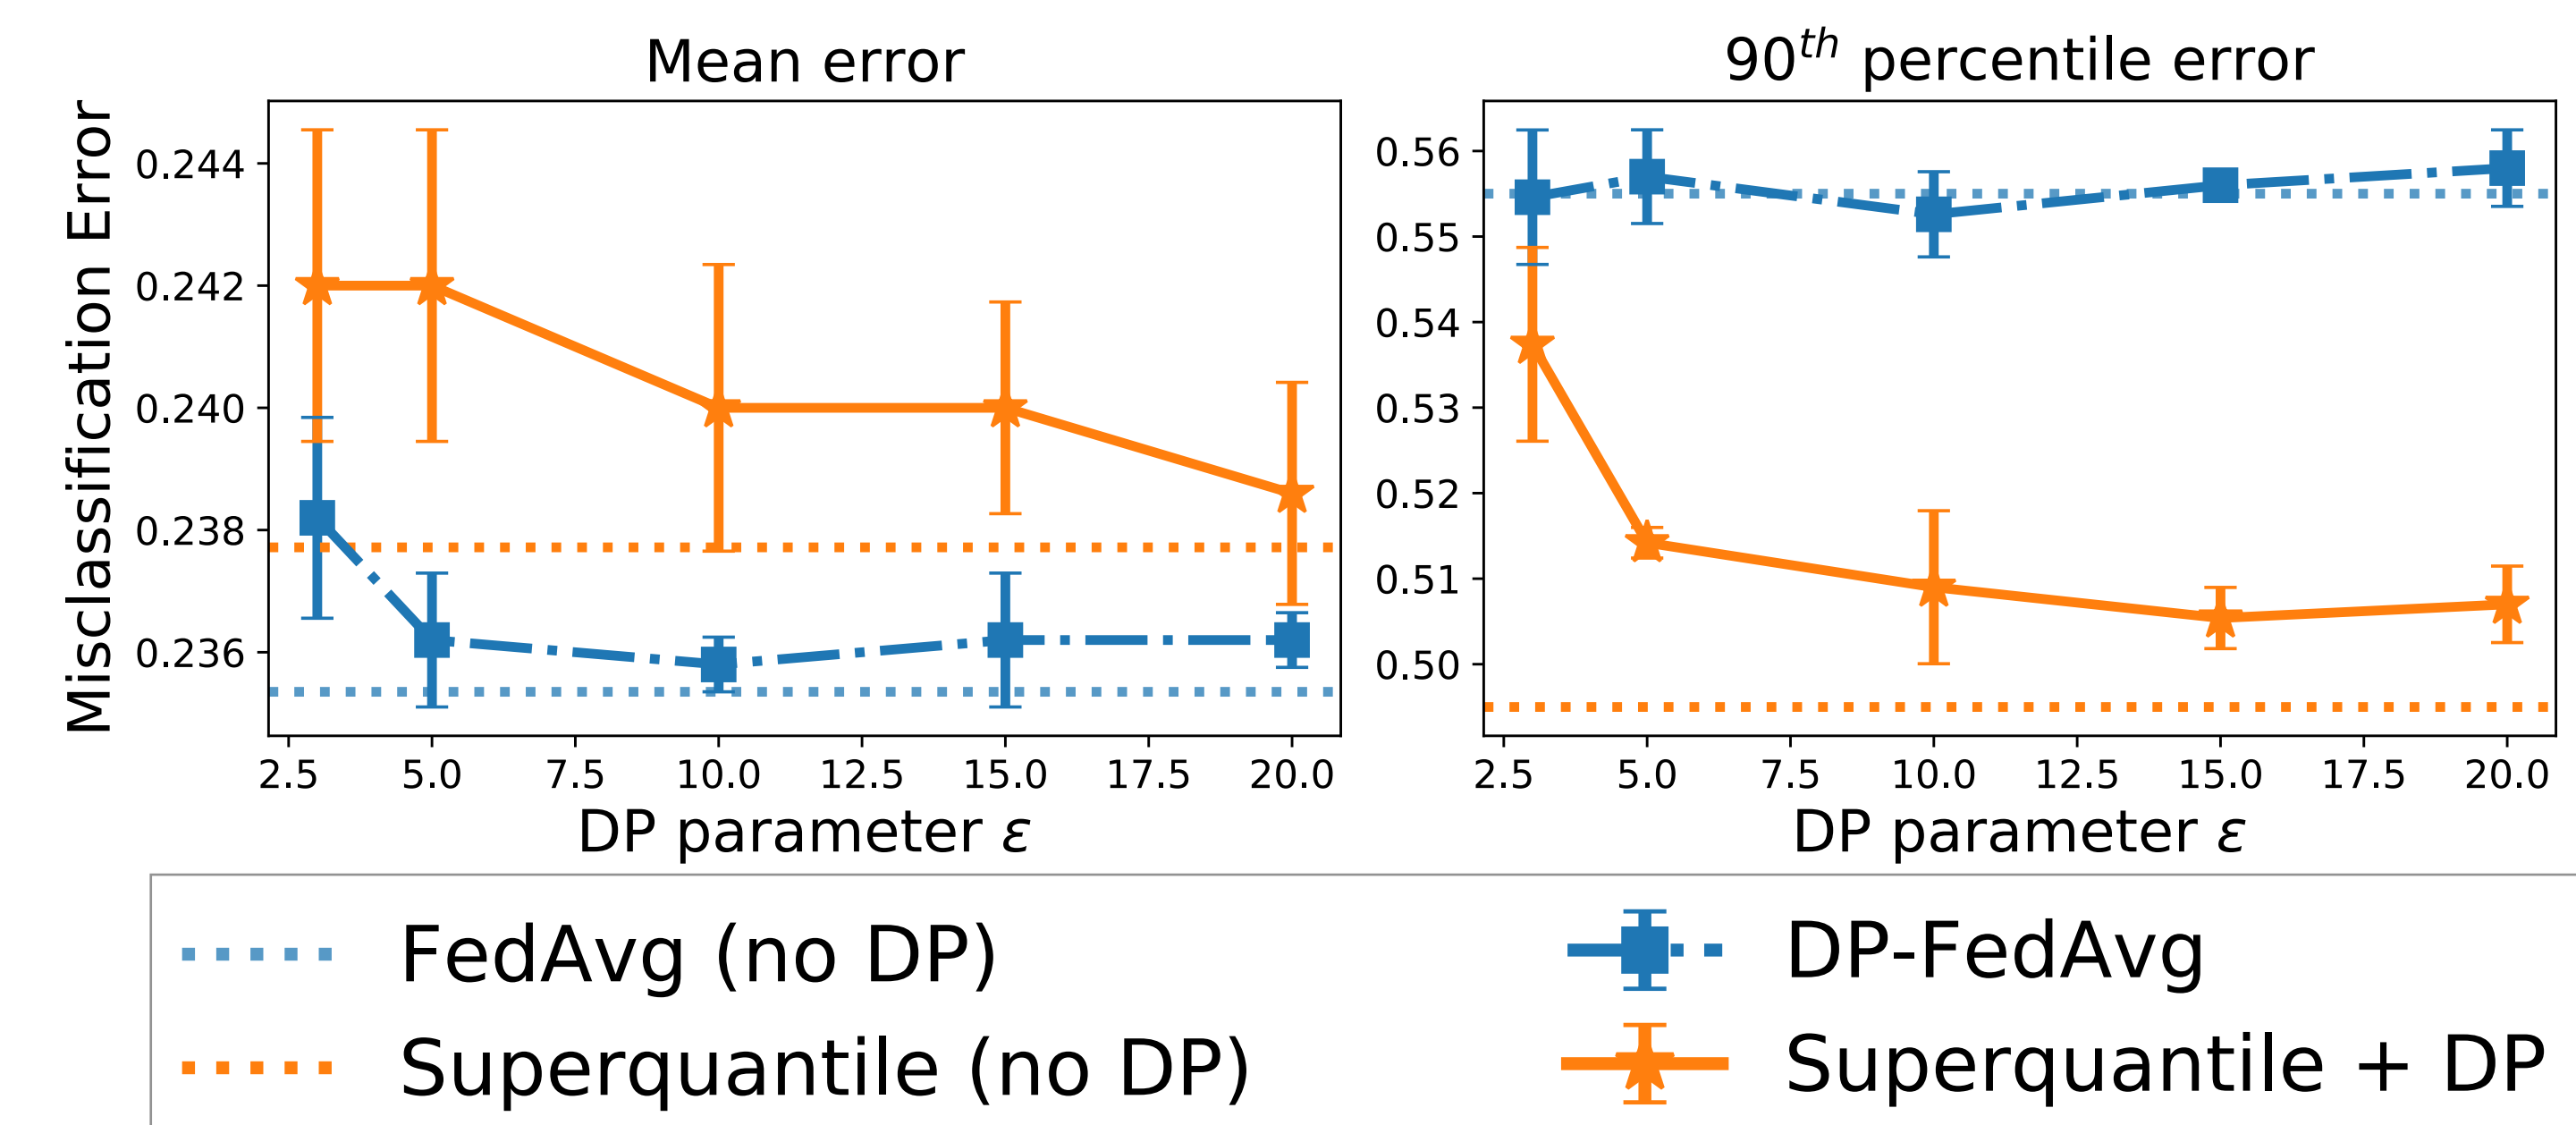 Mean error
90th percentile error
Misclassification Error
0.244
0.242
0.240
0.238
0.236
2.5 5.0 7.5 10.0 12.5 15.0 17.5 20.0
DP parameter ε
0.56
0.55
0.54
0.53
0.52
0.51
0.50
2.5 5.0 7.5 10.0 12.5 15.0 17.5 20.0
DP parameter ε
FedAvg (no DP)
Superquantile (no DP)
DP-FedAvg
Superquantile + DP